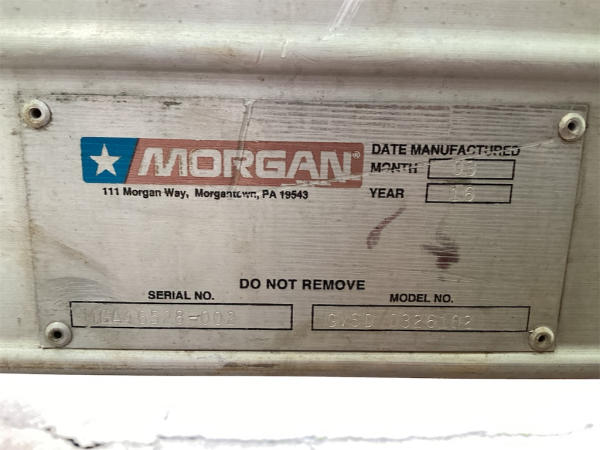 MORGAN®
111 Morgan Way, Morgantown, PA 19543
DATE MANUFACTURED
MONTH 03
YEAR 16
DO NOT REMOVE
SERIAL NO.
MODEL NO.